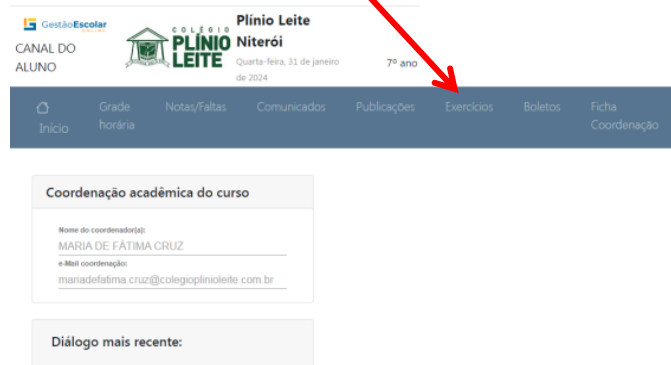 GestãoEscolar
ONLINE
CANAL DO
ALUNO
COLÉGIO
PLÍNIO
LEITE
Plínio Leite
Niterói
Quarta-feira, 31 de janeiro
de 2024
7º ano
Início
Grade
horária
Notas/Faltas
Comunicados
Publicações
Exercícios
Boletos
Ficha
Coordenação
Coordenação acadêmica do curso
Nome do coordenador(a):
MARIA DE FÁTIMA CRUZ
e-Mail coordenação:
mariadefatima.cruz@colegioplinioleite.com.br
Diálogo mais recente: